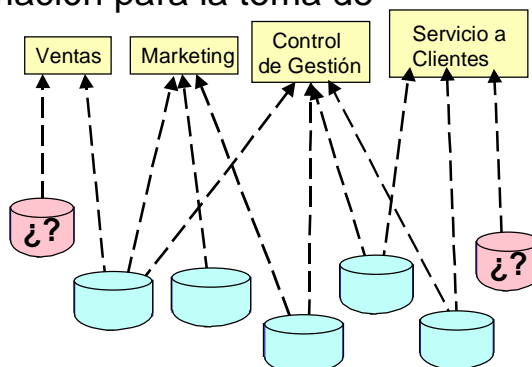 ación para la toma de
Ventas
Marketing
Control
de Gestión
Servicio a
Clientes
¿?
¿?